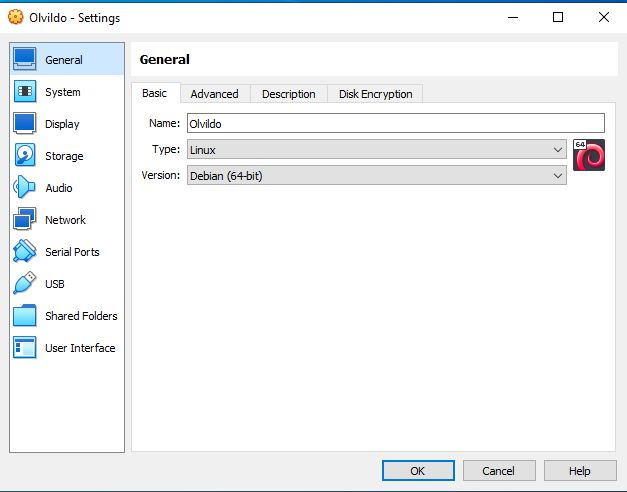 Olvildo - Settings
General
System
Display
Storage
Audio
Network
Serial Ports
USB
Shared Folders
User Interface
General
Basic Advanced Description Disk Encryption
Name: Olvildo
Type: Linux
64
Version: Debian (64-bit)
OK Cancel Help